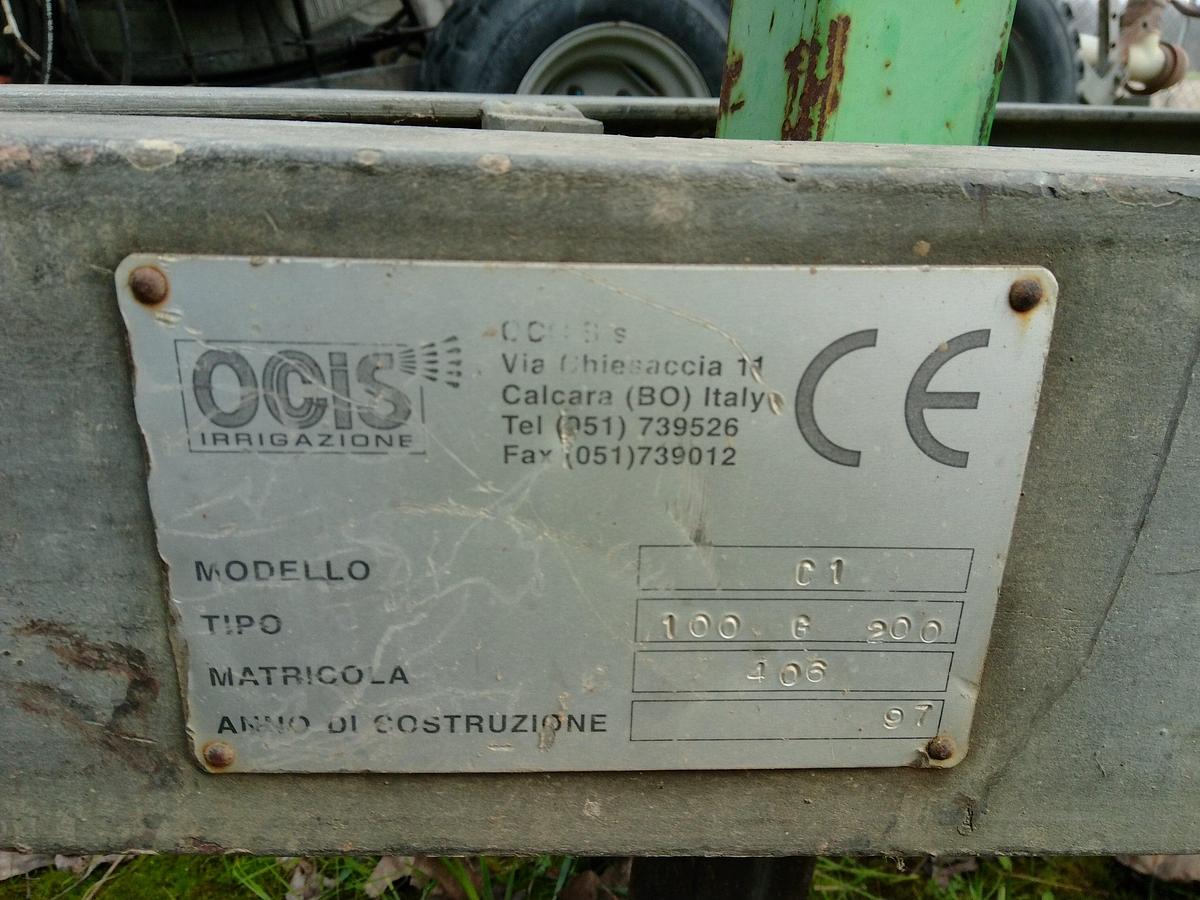 OCIS
IRRIGAZIONE
Via Chiesaccia 11
Calcara (BO) Italy
Tel (051) 739526
Fax (051)739012
CE
MODELLO C1
TIPO 100 G 200
MATRICOLA 406
ANNO DI COSTRUZIONE 97